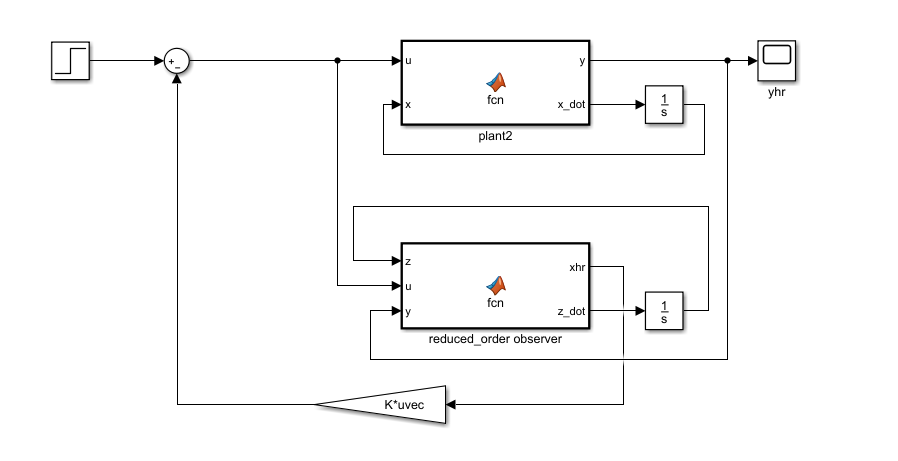 +
−
u
y
fcn
x
x_dot
1
s
yhr
plant2
z
xhr
u
fcn
y
z_dot
1
s
reduced_order observer
K*uvec